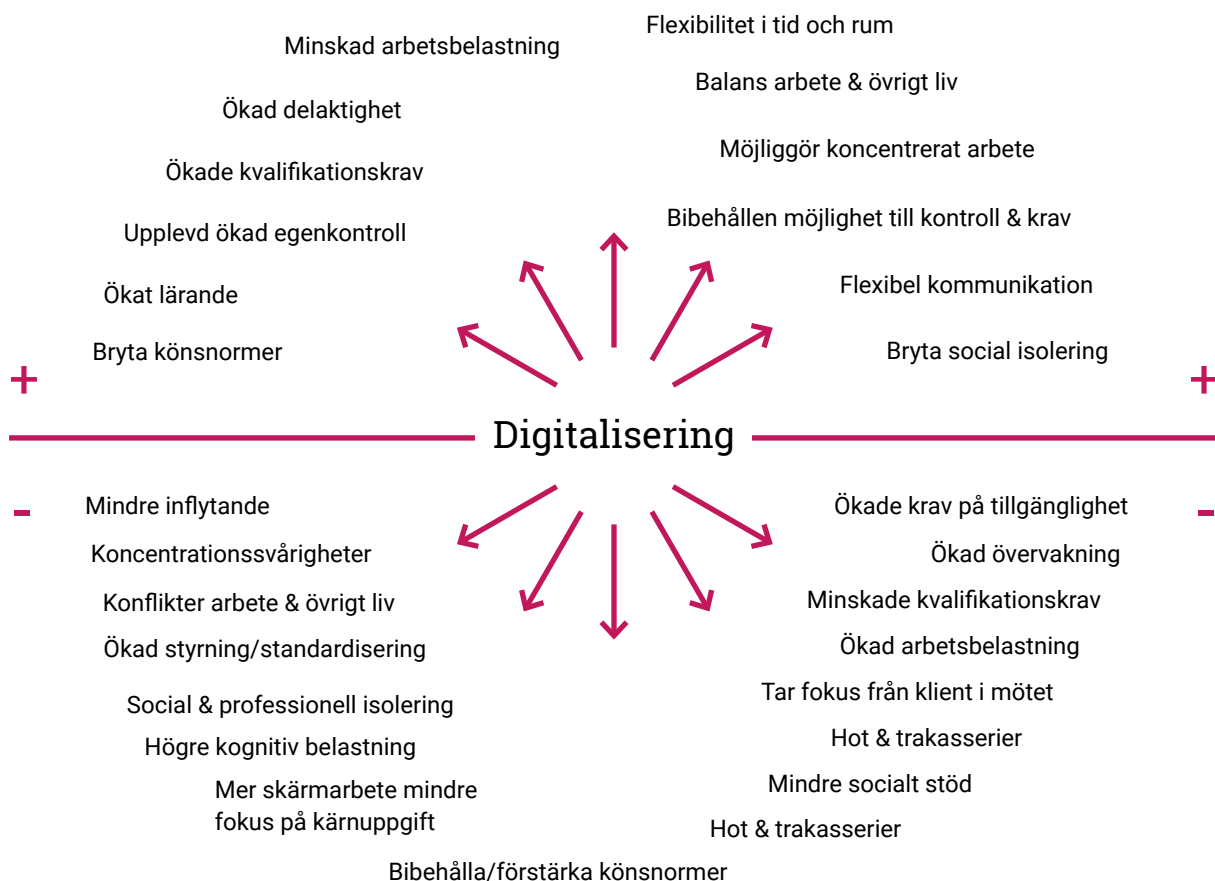 Flexibilitet i tid och rum
Minskad arbetsbelastning
Balans arbete & övrigt liv
Ökad delaktighet
Möjliggör koncentrerat arbete
Ökade kvalifikationskrav
Bibehållen möjlighet till kontroll & krav
Upplevd ökad egenkontroll
Flexibel kommunikation
Ökat lärande
Bryta könsnormer
Bryta social isolering
+
+
Digitalisering
-
-
Mindre inflytande
Ökade krav på tillgänglighet
Koncentrationssvårigheter
Ökad övervakning
Konflikter arbete & övrigt liv
Minskade kvalifikationskrav
Ökad styrning/standardisering
Ökad arbetsbelastning
Social & professionell isolering
Tar fokus från klient i mötet
Högre kognitiv belastning
Hot & trakasserier
Mer skärmarbete mindre
fokus på kärnuppgift
Mindre socialt stöd
Hot & trakasserier
Bibehålla/förstärka könsnormer